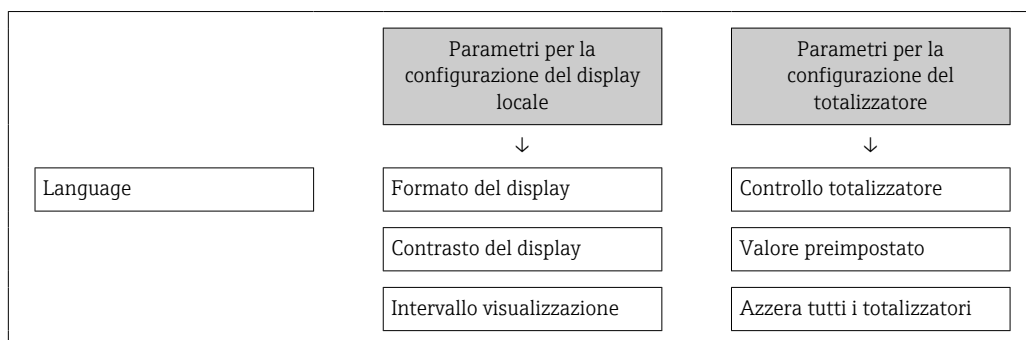 Parametri per la
configurazione del display
locale
Parametri per la
configurazione del
totalizzatore
↓
↓
Language
Formato del display
Controllo totalizzatore
Contrasto del display
Valore preimpostato
Intervallo visualizzazione
Azzera tutti i totalizzatori